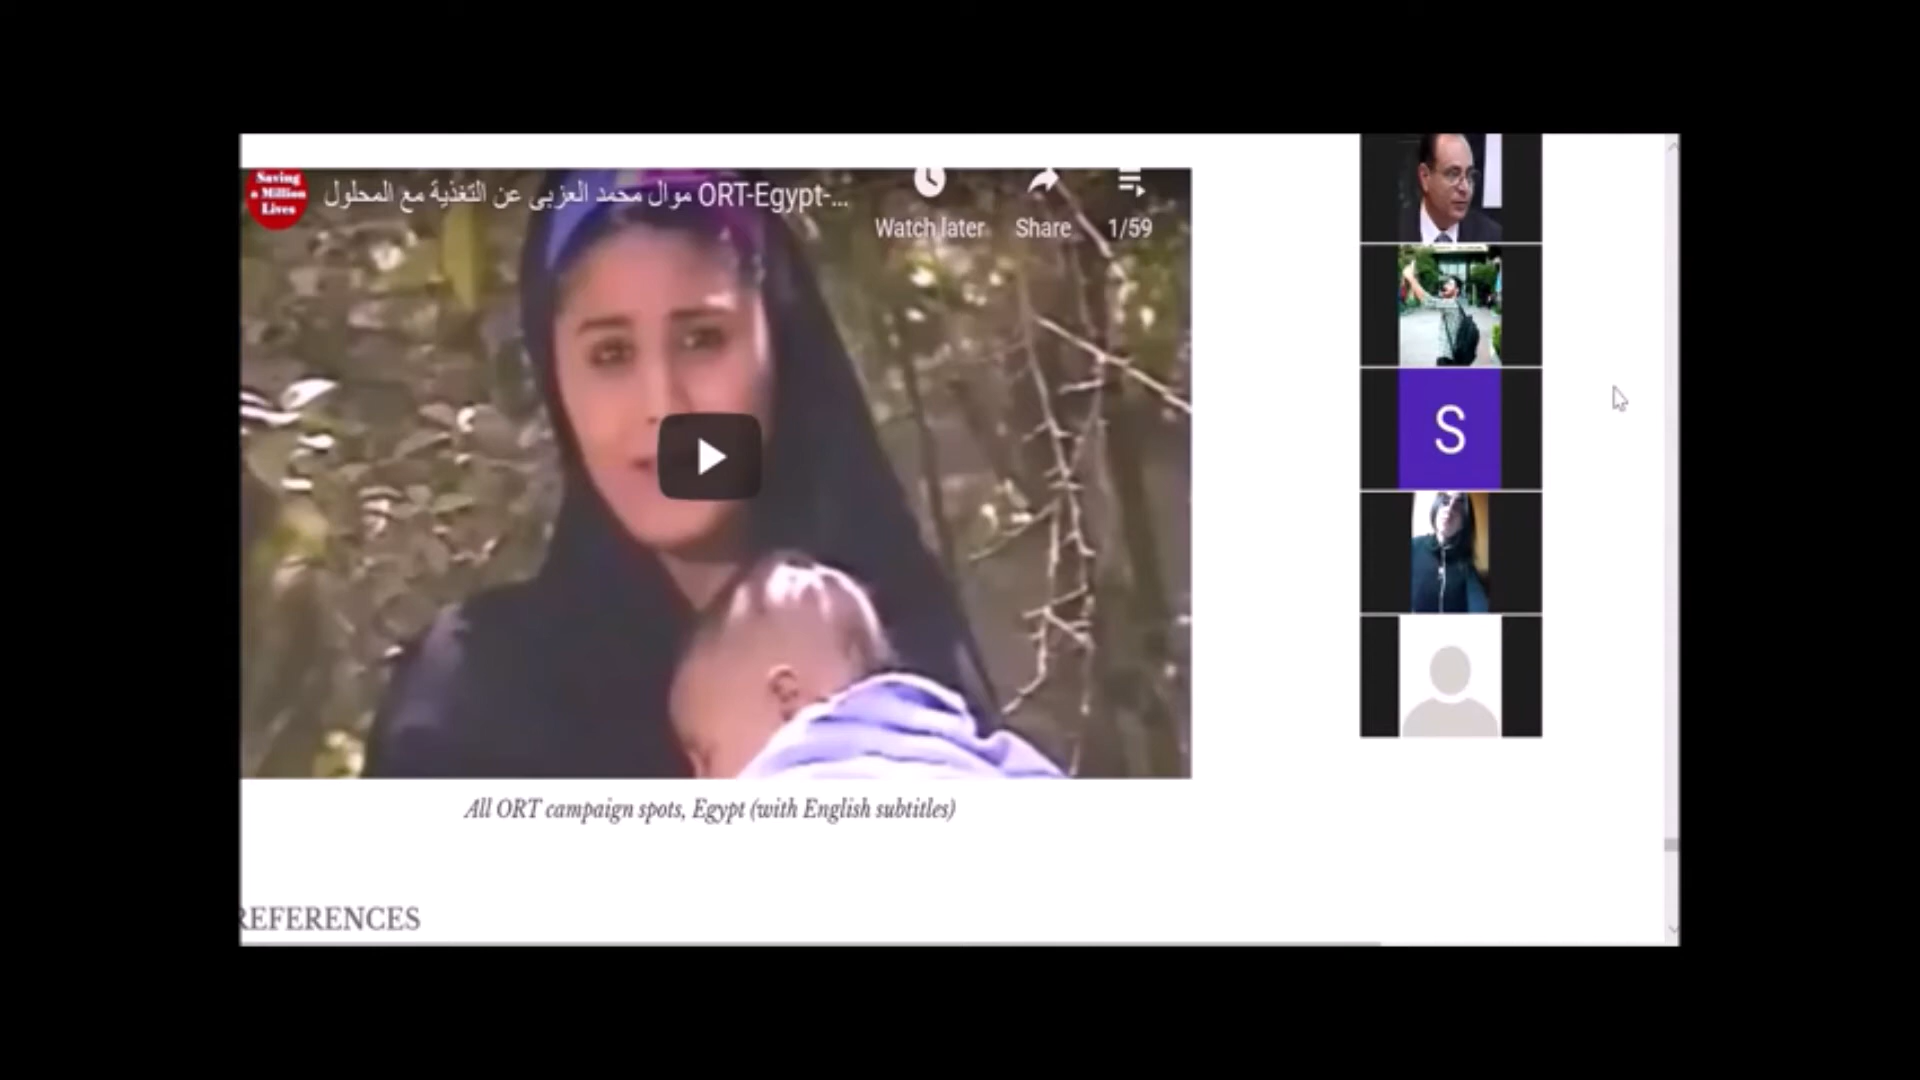 Saving
a Million
Lives
موال محمد العزبى عن التغذية مع المحلول ORT-Egypt-...
Watch later
Share
1/59
S
All ORT campaign spots, Egypt (with English subtitles)
REFERENCES